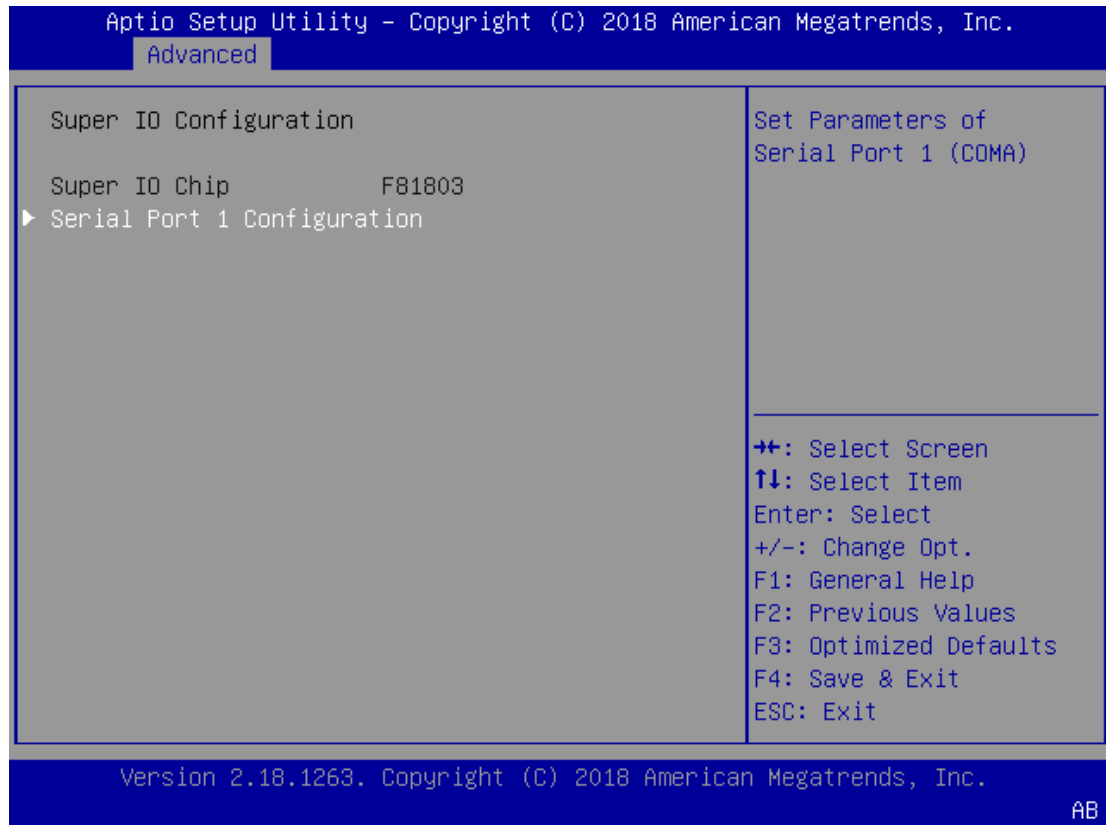 Aptio Setup Utility – Copyright (C) 2018 American Megatrends, Inc.
Advanced
Super IO Configuration
Super IO Chip F81803
▶ Serial Port 1 Configuration
Set Parameters of
Serial Port 1 (COMA)
→←: Select Screen
↑↓: Select Item
Enter: Select
+/-: Change Opt.
F1: General Help
F2: Previous Values
F3: Optimized Defaults
F4: Save & Exit
ESC: Exit
Version 2.18.1263. Copyright (C) 2018 American Megatrends, Inc.
AB